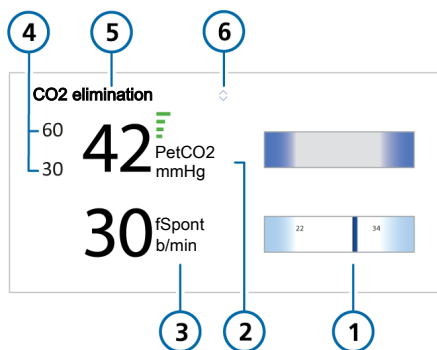 4 5 6
CO2 elimination
60
30
42
PetCO2
mmHg
30
fSpont
b/min
22 34
3 2 1